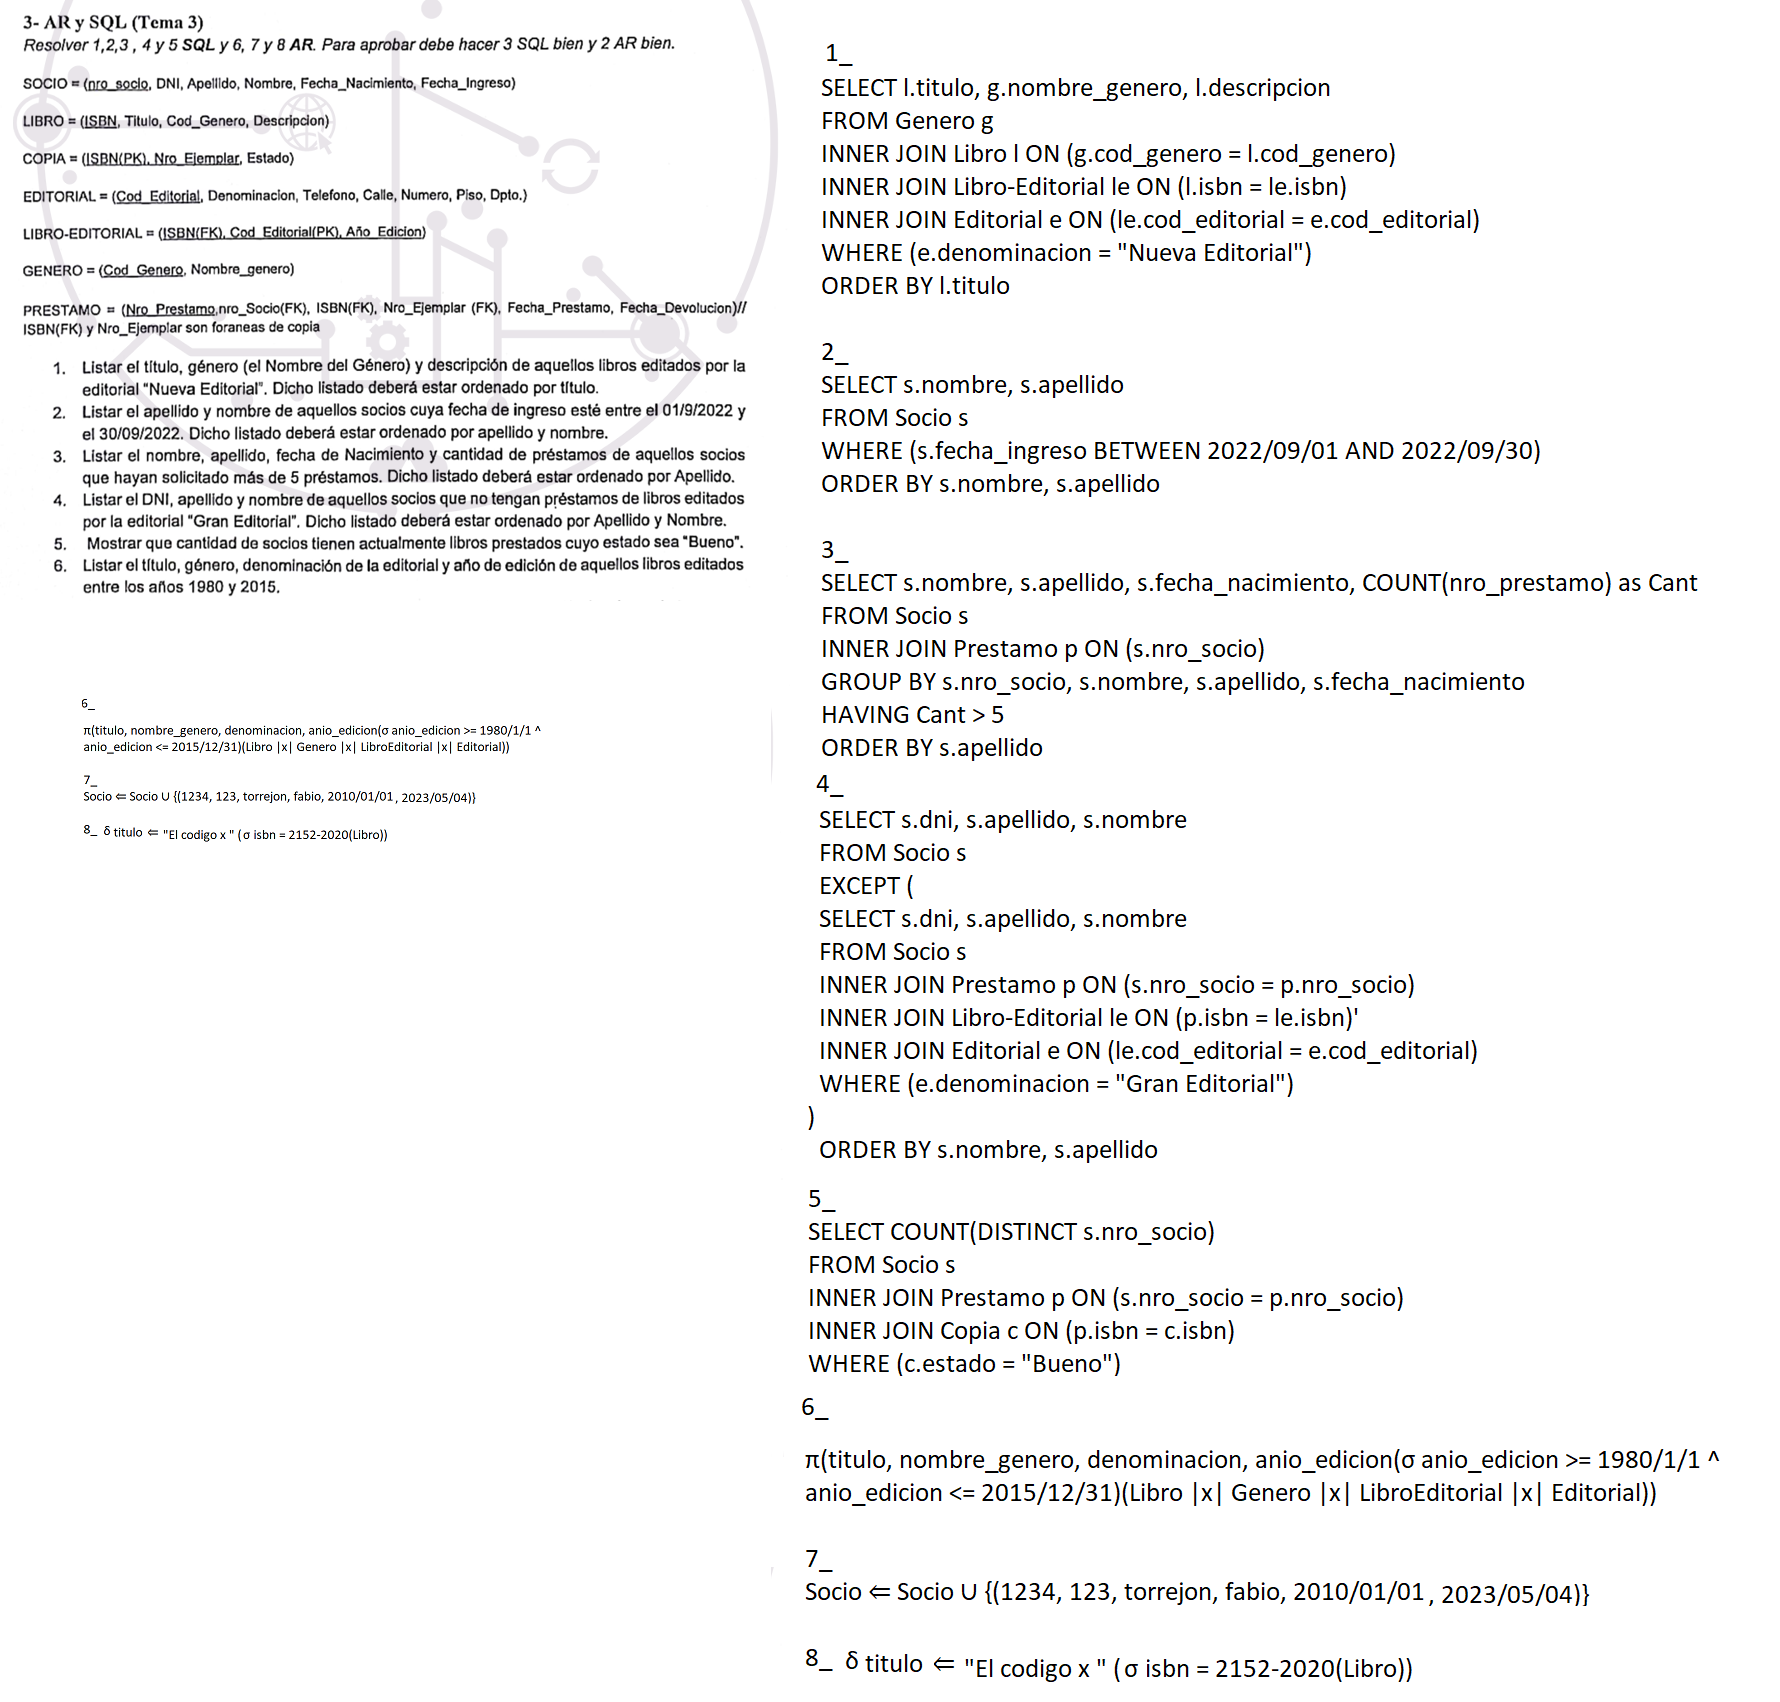 3- AR y SQL (Tema 3)
Resolver 1,2,3 , 4 y 5 SQL y 6, 7 y 8 AR. Para aprobar debe hacer 3 SQL bien y 2 AR bien.
SOCIO = (nro_socio, DNI, Apellido, Nombre, Fecha_Nacimiento, Fecha_Ingreso)
LIBRO = (ISBN, Titulo, Cod_Genero, Descripcion)
COPIA = (ISBN(PK), Nro_Ejemplar, Estado)
EDITORIAL = (Cod_Editorial, Denominacion, Telefono, Calle, Numero, Piso, Dpto.)
LIBRO-EDITORIAL = (ISBN(FK), Cod_Editorial(PK), Año_Edicion)
GENERO = (Cod_Genero, Nombre_genero)
PRESTAMO = (Nro_Prestamo,nro_Socio(FK), ISBN(FK), Nro_Ejemplar (FK), Fecha_Prestamo, Fecha_Devolucion)//
ISBN(FK) y Nro_Ejemplar son foraneas de copia
1. Listar el título, género (el Nombre del Género) y descripción de aquellos libros editados por la
editorial "Nueva Editorial". Dicho listado deberá estar ordenado por título.
2. Listar el apellido y nombre de aquellos socios cuya fecha de ingreso esté entre el 01/9/2022 y
el 30/09/2022. Dicho listado deberá estar ordenado por apellido y nombre.
3. Listar el nombre, apellido, fecha de Nacimiento y cantidad de préstamos de aquellos socios
que hayan solicitado más de 5 préstamos. Dicho listado deberá estar ordenado por Apellido.
4. Listar el DNI, apellido y nombre de aquellos socios que no tengan préstamos de libros editados
por la editorial "Gran Editorial". Dicho listado deberá estar ordenado por Apellido y Nombre.
5. Mostrar que cantidad de socios tienen actualmente libros prestados cuyo estado sea "Bueno".
6. Listar el título, género, denominación de la editorial y año de edición de aquellos libros editados
entre los años 1980 y 2015.
6_
π(titulo, nombre_genero, denominacion, anio_edicion(σ anio_edicion >= 1980/1/1 ^
anio_edicion <= 2015/12/31)(Libro |x| Genero |x| LibroEditorial |x| Editorial))
7_
Socio ⇐ Socio U {(1234, 123, torrejon, fabio, 2010/01/01 , 2023/05/04)}
8_ δ titulo ⇐ "El codigo x " ( σ isbn = 2152-2020(Libro))
1_
SELECT l.titulo, g.nombre_genero, l.descripcion
FROM Genero g
INNER JOIN Libro l ON (g.cod_genero = l.cod_genero)
INNER JOIN Libro-Editorial le ON (l.isbn = le.isbn)
INNER JOIN Editorial e ON (le.cod_editorial = e.cod_editorial)
WHERE (e.denominacion = "Nueva Editorial")
ORDER BY l.titulo
2_
SELECT s.nombre, s.apellido
FROM Socio s
WHERE (s.fecha_ingreso BETWEEN 2022/09/01 AND 2022/09/30)
ORDER BY s.nombre, s.apellido
3_
SELECT s.nombre, s.apellido, s.fecha_nacimiento, COUNT(nro_prestamo) as Cant
FROM Socio s
INNER JOIN Prestamo p ON (s.nro_socio)
GROUP BY s.nro_socio, s.nombre, s.apellido, s.fecha_nacimiento
HAVING Cant > 5
ORDER BY s.apellido
4_
SELECT s.dni, s.apellido, s.nombre
FROM Socio s
EXCEPT (
SELECT s.dni, s.apellido, s.nombre
FROM Socio s
INNER JOIN Prestamo p ON (s.nro_socio = p.nro_socio)
INNER JOIN Libro-Editorial le ON (p.isbn = le.isbn)'
INNER JOIN Editorial e ON (le.cod_editorial = e.cod_editorial)
WHERE (e.denominacion = "Gran Editorial")
)
ORDER BY s.nombre, s.apellido
5_
SELECT COUNT(DISTINCT s.nro_socio)
FROM Socio s
INNER JOIN Prestamo p ON (s.nro_socio = p.nro_socio)
INNER JOIN Copia c ON (p.isbn = c.isbn)
WHERE (c.estado = "Bueno")
6_
π(titulo, nombre_genero, denominacion, anio_edicion(σ anio_edicion >= 1980/1/1 ^
anio_edicion <= 2015/12/31)(Libro |x| Genero |x| LibroEditorial |x| Editorial))
7_
Socio ⇐ Socio U {(1234, 123, torrejon, fabio, 2010/01/01 , 2023/05/04)}
8_ δ titulo ⇐ "El codigo x " ( σ isbn = 2152-2020(Libro))